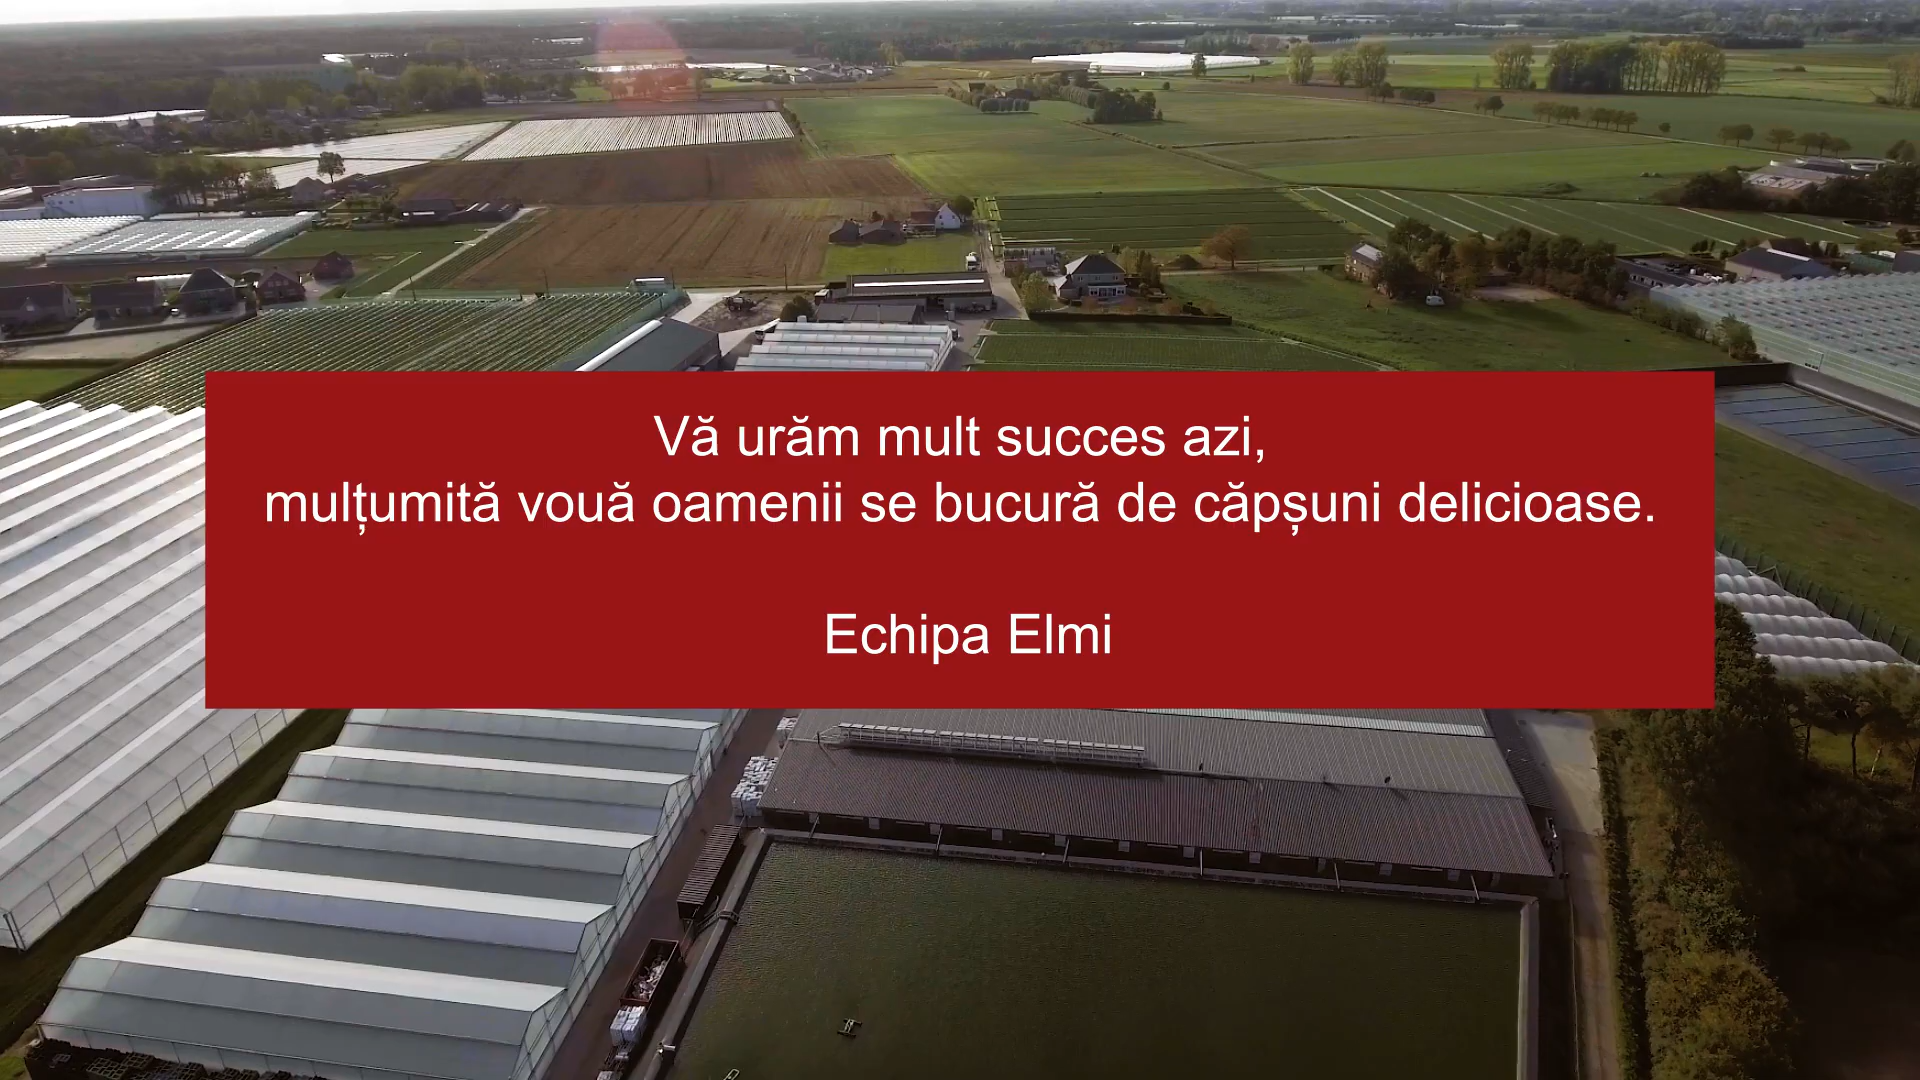 Vă urăm mult succes azi,
mulțumită vouă oamenii se bucură de căpșuni delicioase.
Echipa Elmi